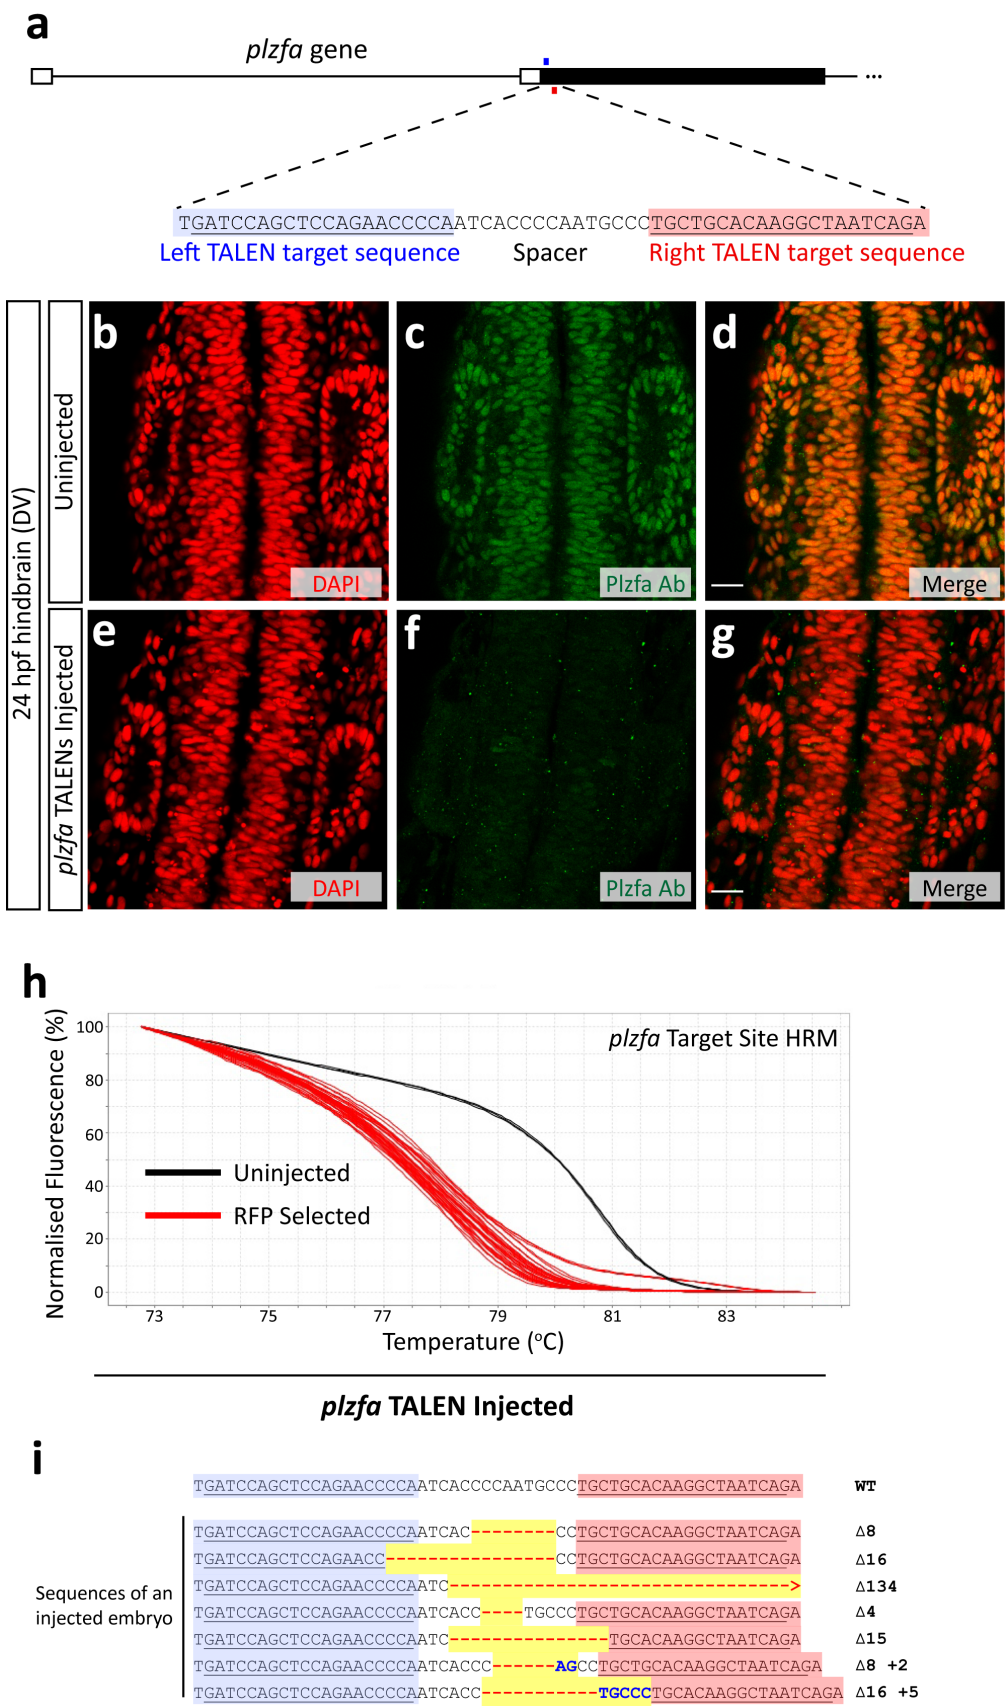 a
plzfa gene
...
TGATCCAGCTCCAGAACCCCAATCACCCCAATGCCCTGCTGCACAAGGCTAATCAGA
Left TALEN target sequence Spacer Right TALEN target sequence
24 hpf hindbrain (DV)
Uninjected
b DAPI
c Plzfa Ab
d Merge
plzfa TALENs Injected
e DAPI
f Plzfa Ab
g Merge
h
plzfa Target Site HRM
Normalised Fluorescence (%)
100
80
60
40
20
0
Uninjected
RFP Selected
73 75 77 79 81 83
Temperature (oC)
plzfa TALEN Injected
i
TGATCCAGCTCCAGAACCCCAATCACCCCAATGCCCTGCTGCACAAGGCTAATCAGA WT
Sequences of an
injected embryo
TGATCCAGCTCCAGAACCCCAATCAC--------CCTGCTGCACAAGGCTAATCAGA Δ8
TGATCCAGCTCCAGAACC----------------CCTGCTGCACAAGGCTAATCAGA Δ16
TGATCCAGCTCCAGAACCCCAATC--------------------------------> Δ134
TGATCCAGCTCCAGAACCCCAATCACC----TGCCCTGCTGCACAAGGCTAATCAGA Δ4
TGATCCAGCTCCAGAACCCCAATC---------------TGCACAAGGCTAATCAGA Δ15
TGATCCAGCTCCAGAACCCCAATCACCC------AGCCTGCTGCACAAGGCTAATCAGA Δ8 +2
TGATCCAGCTCCAGAACCCCAATCACC-----------TGCCCTGCACAAGGCTAATCAGA Δ16 +5